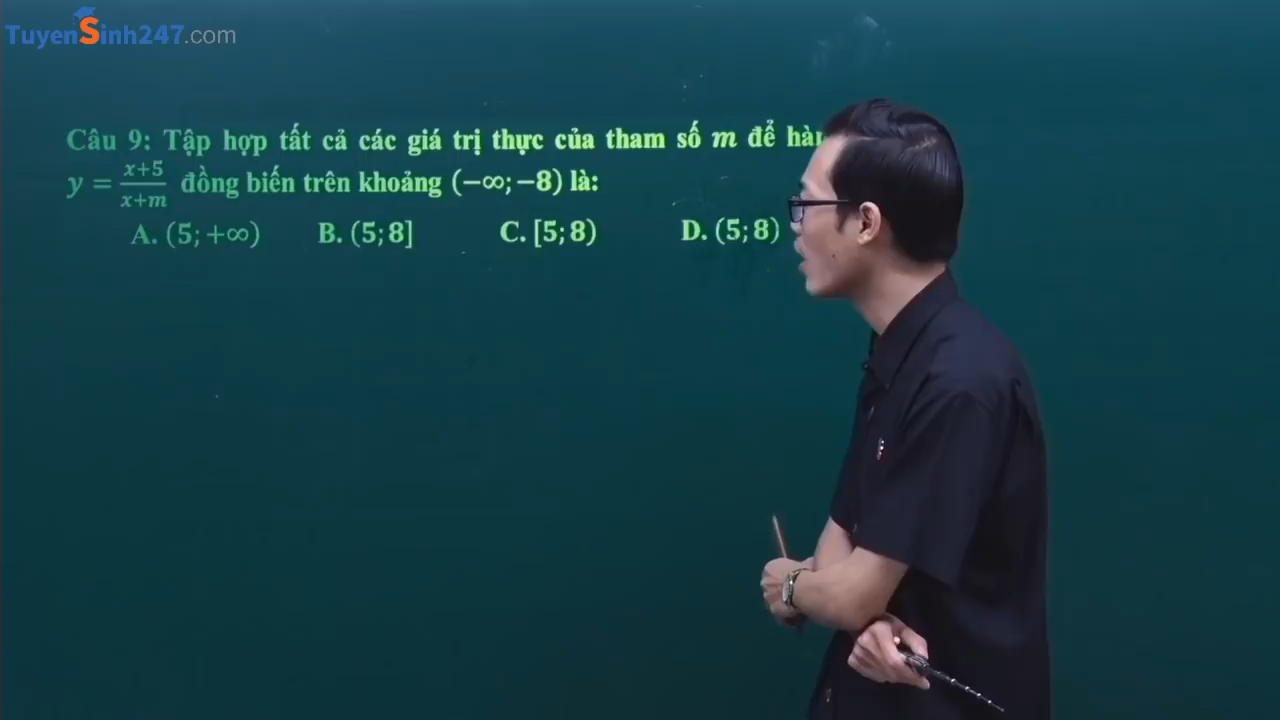 TuyenSinh247.com
Câu 9: Tập hợp tất cả các giá trị thực của tham số m để
y = \frac{x+5}{x+m} đồng biến trên khoảng (−∞; −8) là:
A. (5; +∞) B. (5; 8] C. [5; 8) D. (5; 8)